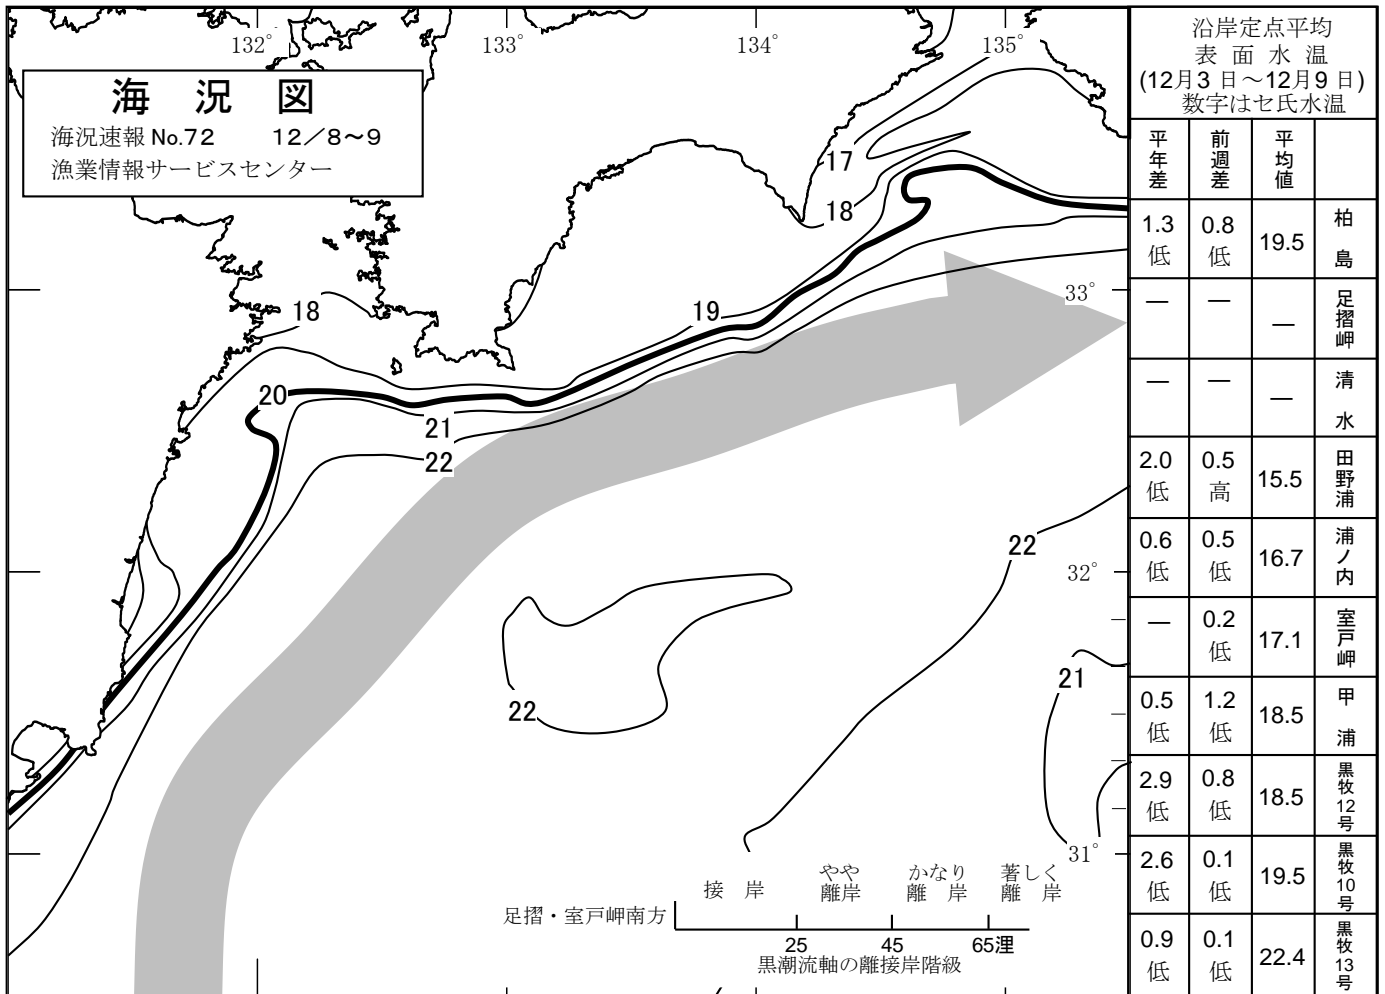 132°
133°
134°
135°
海　況　図
海況速報 No.72　12／8～9
漁業情報サービスセンター
17
18
18
19
33°
20
21
22
22
32°
21
22
31°
接　岸
やや
離岸
かなり
離　岸
著しく
離　岸
足摺・室戸岬南方
25
45
65浬
黒潮流軸の離接岸階級
沿岸定点平均
表 面 水 温
(12月3 日～12月9 日)
数字はセ氏水温
平年差 前週差 平均値
1.3低 0.8低 19.5 柏島
― ― ― 足摺岬
― ― ― 清水
2.0低 0.5高 15.5 田野浦
0.6低 0.5低 16.7 浦ノ内
― 0.2低 17.1 室戸岬
0.5低 1.2低 18.5 甲浦
2.9低 0.8低 18.5 黒牧12号
2.6低 0.1低 19.5 黒牧10号
0.9低 0.1低 22.4 黒牧13号